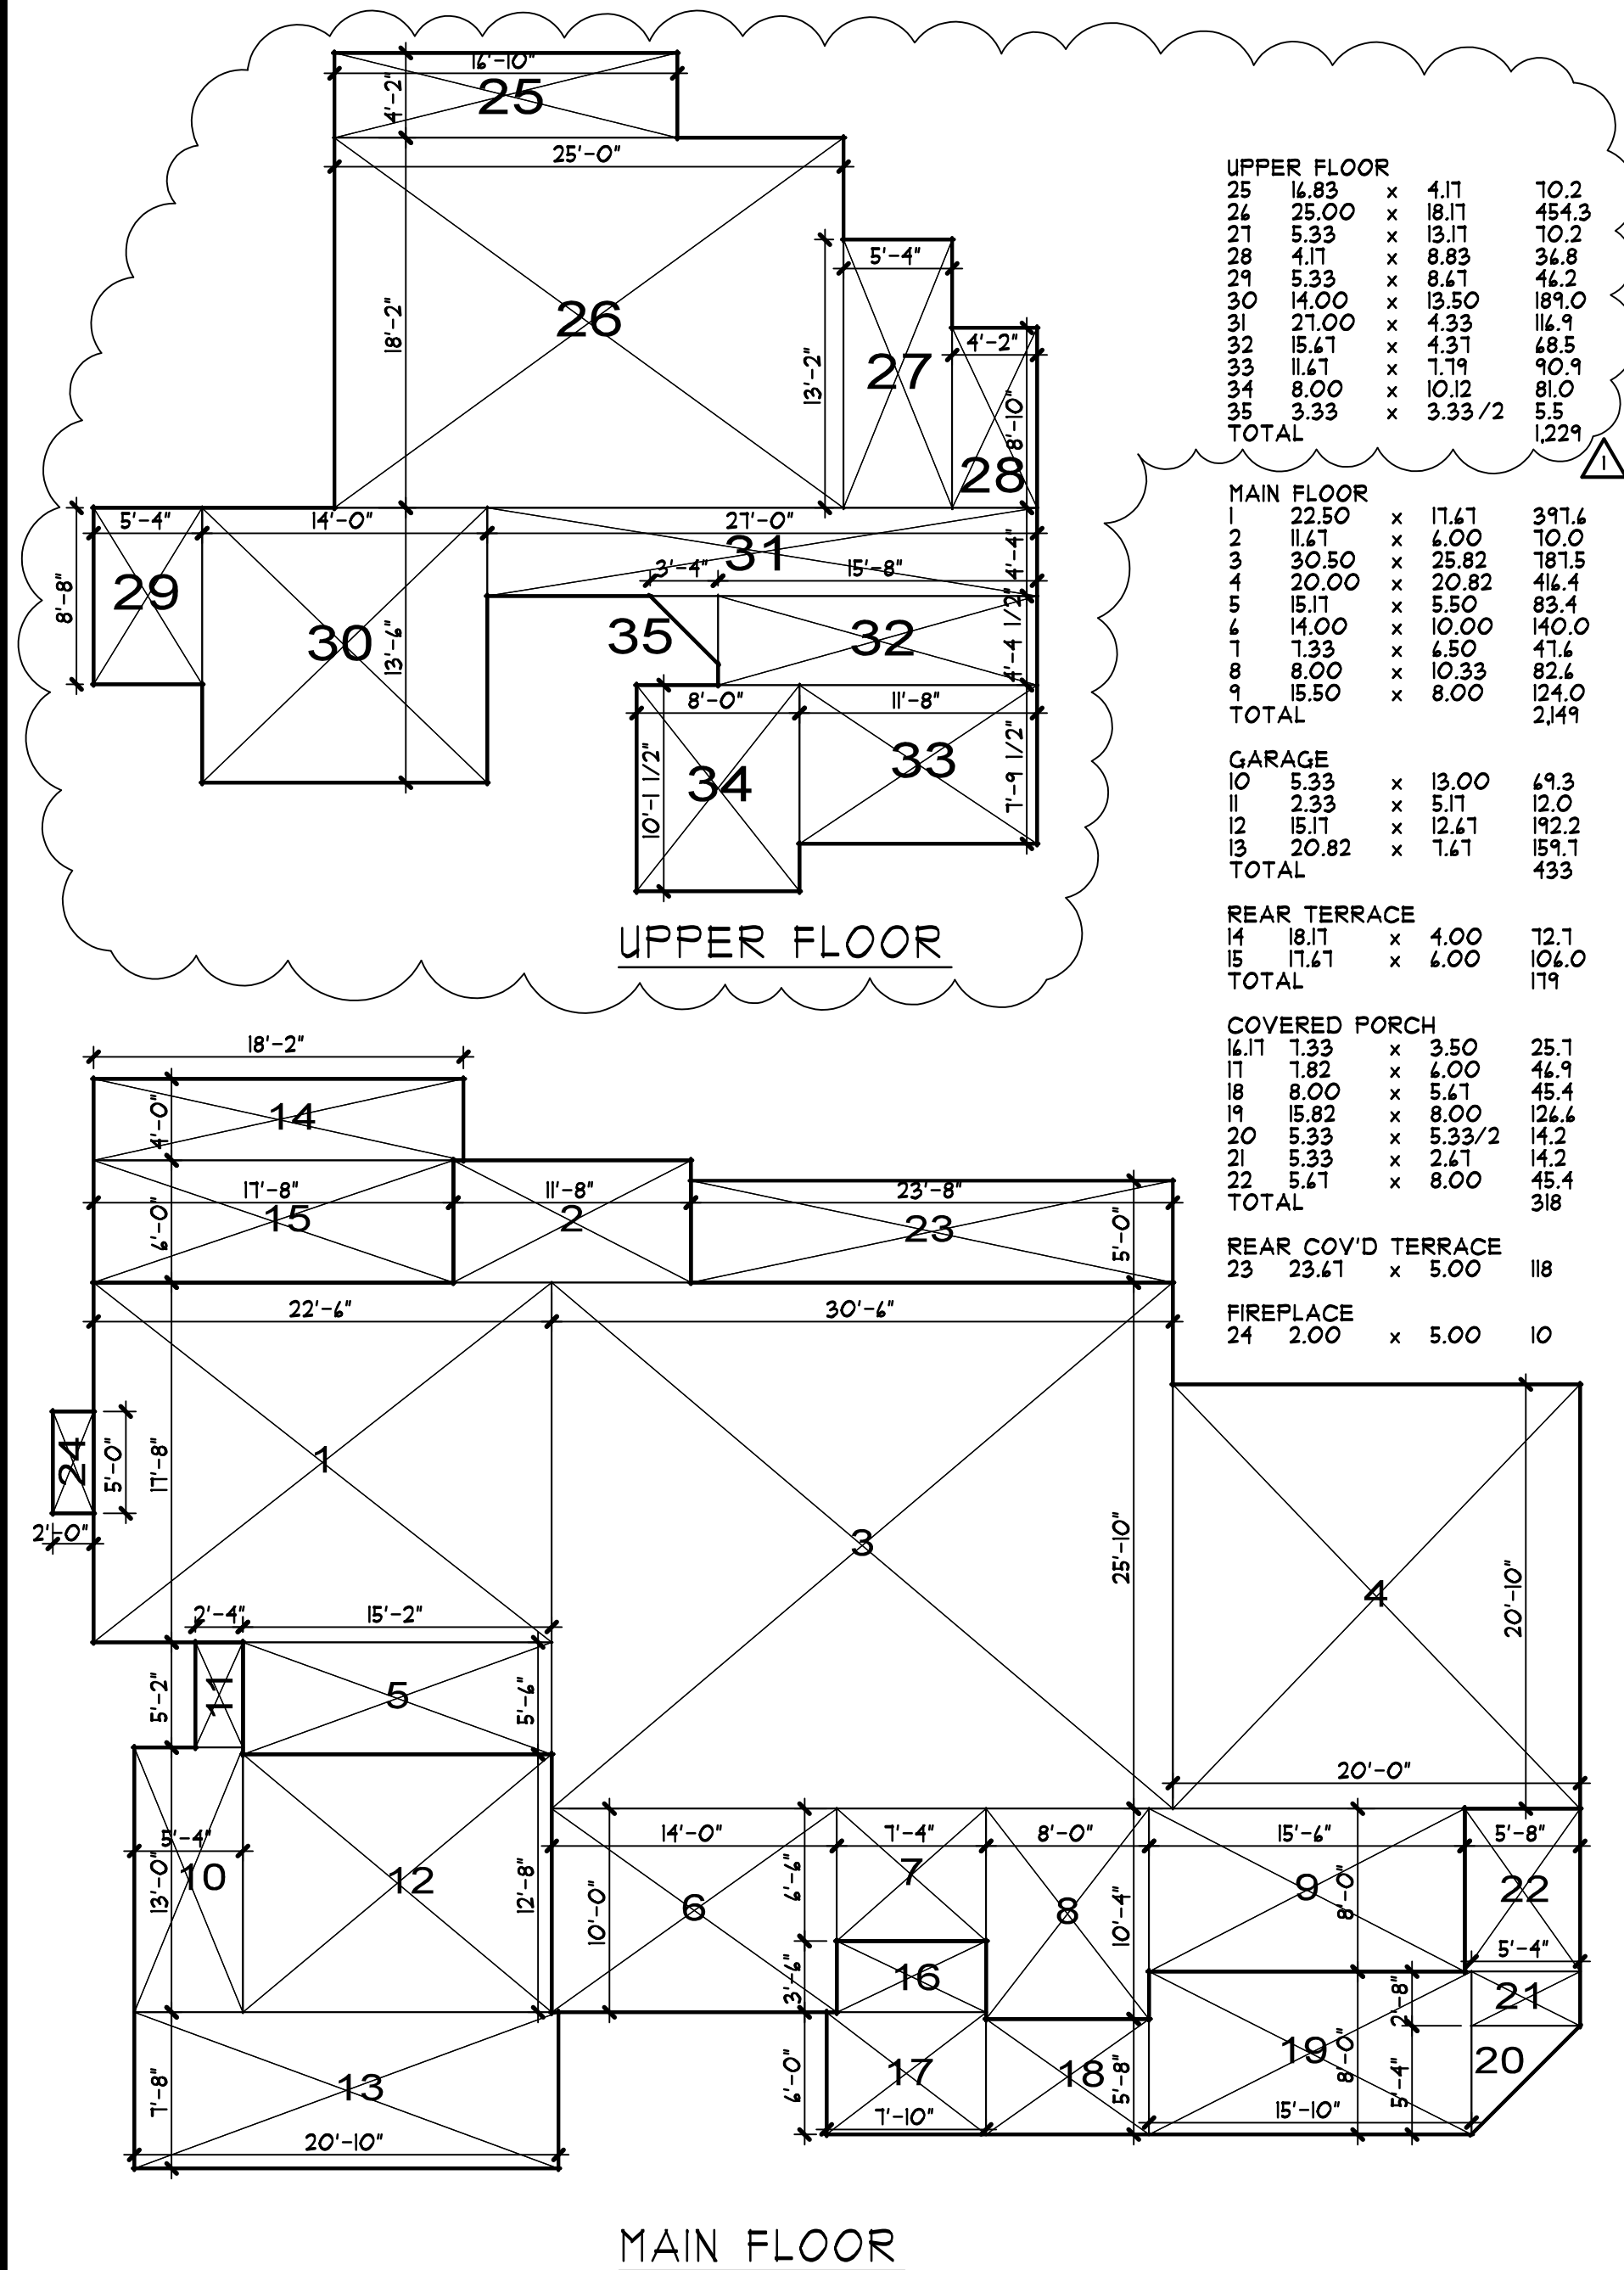 16'-10"
4'-2"
25
25'-0"
26
18'-2"
5'-4"
13'-2"
27
4'-2"
8'-10"
28
5'-4"
14'-0"
27'-0"
31
4'-4"
3'-4"
15'-8"
8'-8"
29
30
13'-6"
35
32
4'-4 1/2"
8'-0"
11'-8"
10'-1 1/2"
34
33
7'-9 1/2"
UPPER FLOOR
UPPER FLOOR
25 16.83 x 4.17 70.2
26 25.00 x 18.17 454.3
27 5.33 x 13.17 70.2
28 4.17 x 8.83 36.8
29 5.33 x 8.67 46.2
30 14.00 x 13.50 189.0
31 27.00 x 4.33 116.9
32 15.67 x 4.37 68.5
33 11.67 x 7.79 90.9
34 8.00 x 10.12 81.0
35 3.33 x 3.33/2 5.5
TOTAL 1,229
1
MAIN FLOOR
1 22.50 x 17.67 397.6
2 11.67 x 6.00 70.0
3 30.50 x 25.82 787.5
4 20.00 x 20.82 416.4
5 15.17 x 5.50 83.4
6 14.00 x 10.00 140.0
7 7.33 x 6.50 47.6
8 8.00 x 10.33 82.6
9 15.50 x 8.00 124.0
TOTAL 2,149
GARAGE
10 5.33 x 13.00 69.3
11 2.33 x 5.17 12.0
12 15.17 x 12.67 192.2
13 20.82 x 7.67 159.7
TOTAL 433
REAR TERRACE
14 18.17 x 4.00 72.7
15 17.67 x 6.00 106.0
TOTAL 179
COVERED PORCH
16.17 7.33 x 3.50 25.7
17 7.82 x 6.00 46.9
18 8.00 x 5.67 45.4
19 15.82 x 8.00 126.6
20 5.33 x 5.33/2 14.2
21 5.33 x 2.67 14.2
22 5.67 x 8.00 45.4
TOTAL 318
REAR COV'D TERRACE
23 23.67 x 5.00 118
FIREPLACE
24 2.00 x 5.00 10
18'-2"
4'-0"
14
17'-8"
11'-8"
23'-8"
6'-0"
15
2
23
5'-0"
22'-6"
30'-6"
24
5'-0"
17'-8"
1
2'-0"
3
25'-10"
4
20'-10"
2'-4"
15'-2"
5'-2"
11
5
5'-6"
20'-0"
5'-4"
14'-0"
7'-4"
8'-0"
15'-6"
5'-8"
13'-0"
10
12
12'-8"
10'-0"
6
6'-6"
7
8
10'-4"
9
8'-0"
22
5'-4"
3'-6"
16
2'-8"
21
6'-0"
17
18
5'-8"
19
8'-0"
5'-4"
20
7'-8"
13
7'-10"
15'-10"
20'-10"
MAIN FLOOR